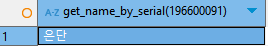 A-Z get_name_by_serial(196600091)
1 은단